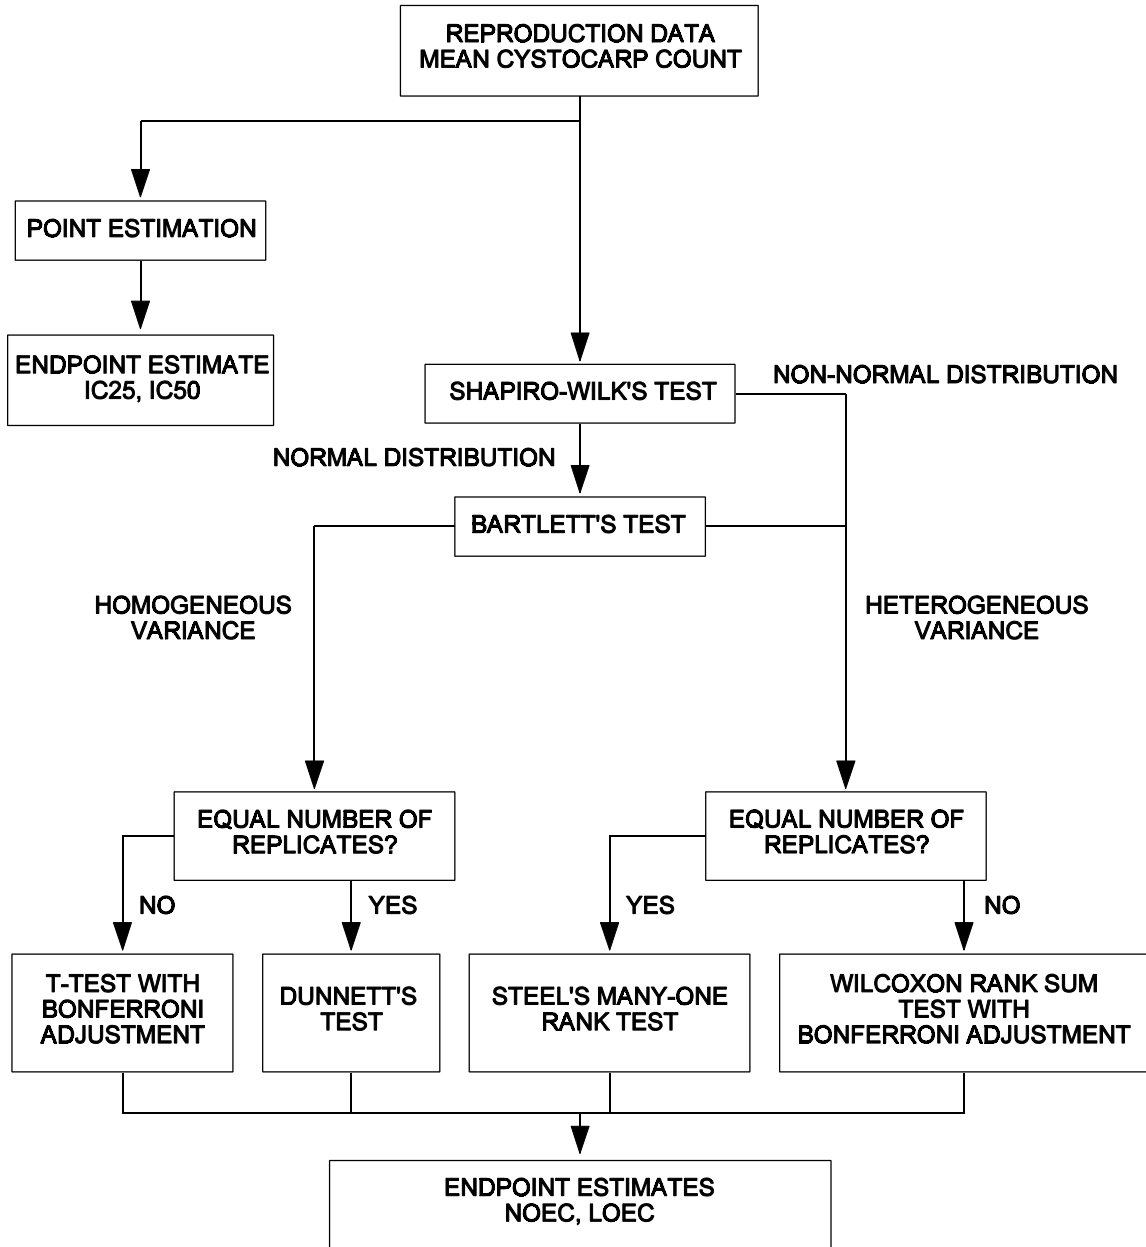 REPRODUCTION DATA
MEAN CYSTOCARP COUNT
POINT ESTIMATION
ENDPOINT ESTIMATE
IC25, IC50
SHAPIRO-WILK'S TEST
NON-NORMAL DISTRIBUTION
NORMAL DISTRIBUTION
BARTLETT'S TEST
HOMOGENEOUS
VARIANCE
HETEROGENEOUS
VARIANCE
EQUAL NUMBER OF
REPLICATES?
EQUAL NUMBER OF
REPLICATES?
NO
YES
YES
NO
T-TEST WITH
BONFERRONI
ADJUSTMENT
DUNNETT'S
TEST
STEEL'S MANY-ONE
RANK TEST
WILCOXON RANK SUM
TEST WITH
BONFERRONI ADJUSTMENT
ENDPOINT ESTIMATES
NOEC, LOEC